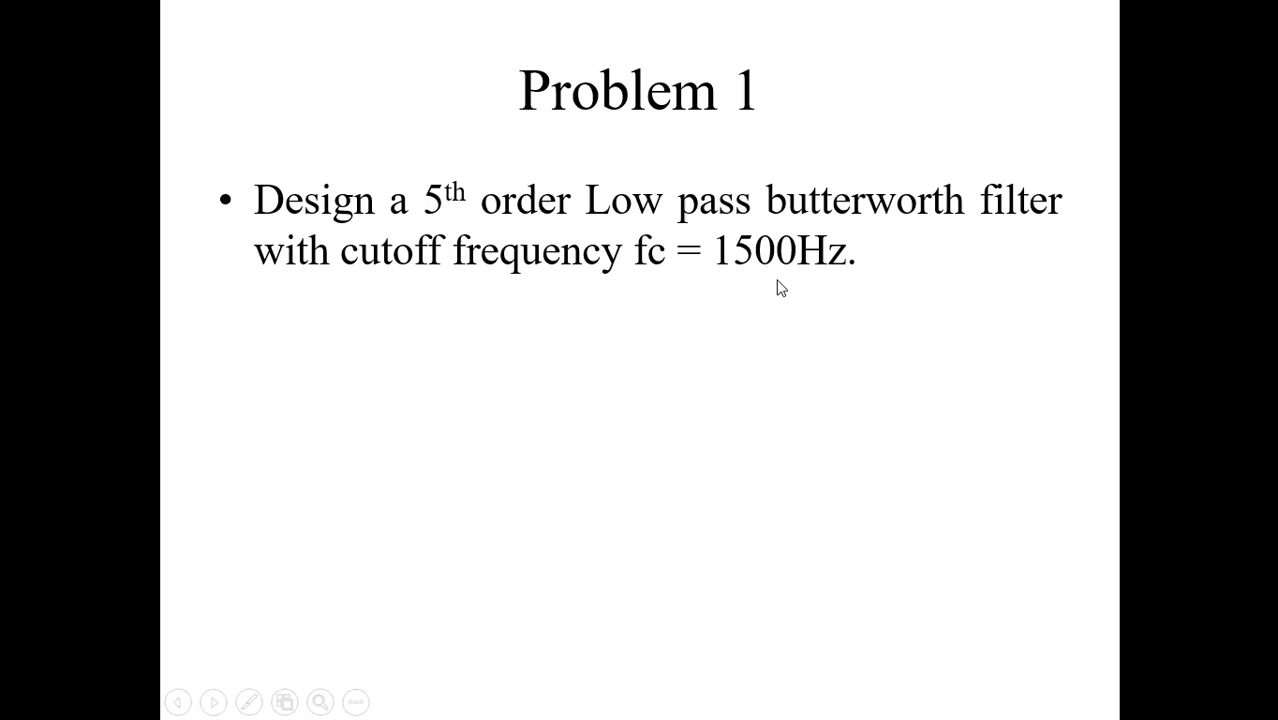 Problem 1
• Design a 5th order Low pass butterworth filter
with cutoff frequency fc = 1500Hz.